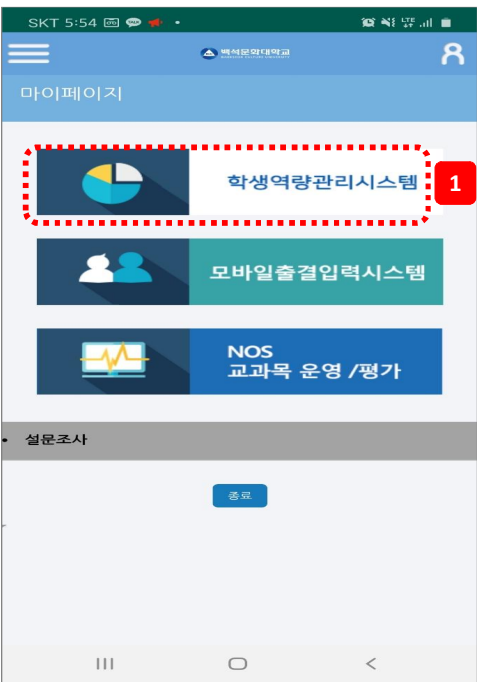 SKT 5:54
백석문화대학교
마이페이지
학생역량관리시스템
1
모바일출결입력시스템
NOS
교과목 운영 /평가
설문조사
종료